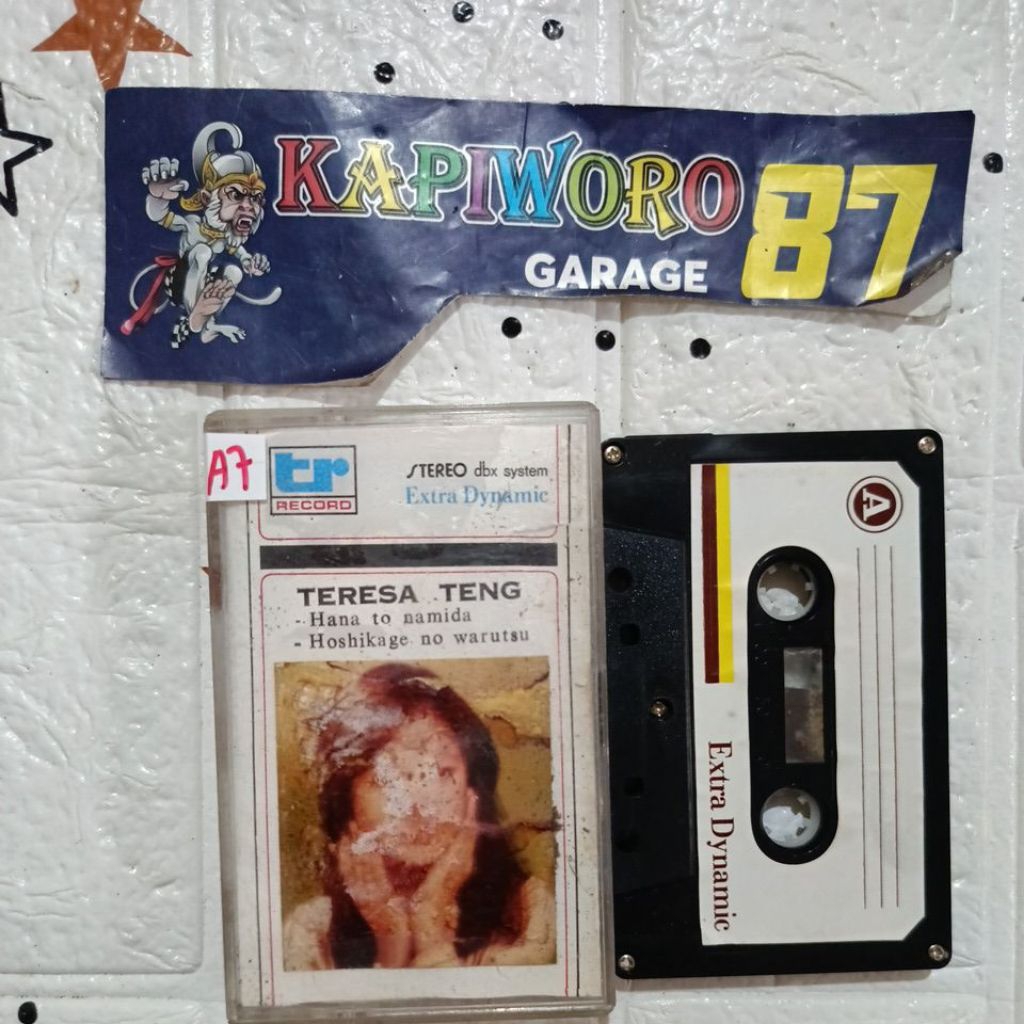 KAPIWORO 87
GARAGE
A7
tr
RECORD
STEREO dbx system
Extra Dynamic
TERESA TENG
- Hana to namida
- Hoshikage no warutsu
A
Extra Dynamic